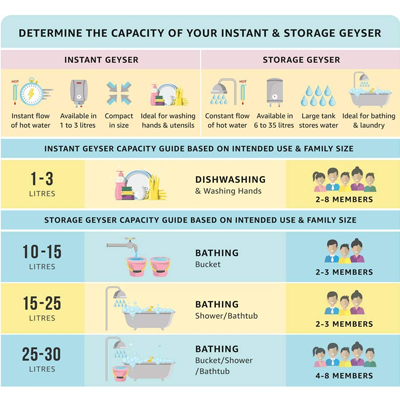 DETERMINE THE CAPACITY OF YOUR INSTANT & STORAGE GEYSER
INSTANT GEYSER
STORAGE GEYSER
HOT
Instant flow
of hot water
Available in
1 to 3 litres
Compact
in size
Ideal for washing
hands & utensils
HOT
Constant flow
of hot water
Available in
6 to 35 litres
Large tank
stores water
Ideal for bathing
& laundry
INSTANT GEYSER CAPACITY GUIDE BASED ON INTENDED USE & FAMILY SIZE
1-3
LITRES
DISHWASHING
& Washing Hands
2-8 MEMBERS
STORAGE GEYSER CAPACITY GUIDE BASED ON INTENDED USE & FAMILY SIZE
10-15
LITRES
BATHING
Bucket
2-3 MEMBERS
15-25
LITRES
BATHING
Shower/Bathtub
2-3 MEMBERS
25-30
LITRES
BATHING
Bucket/Shower
/Bathtub
4-8 MEMBERS